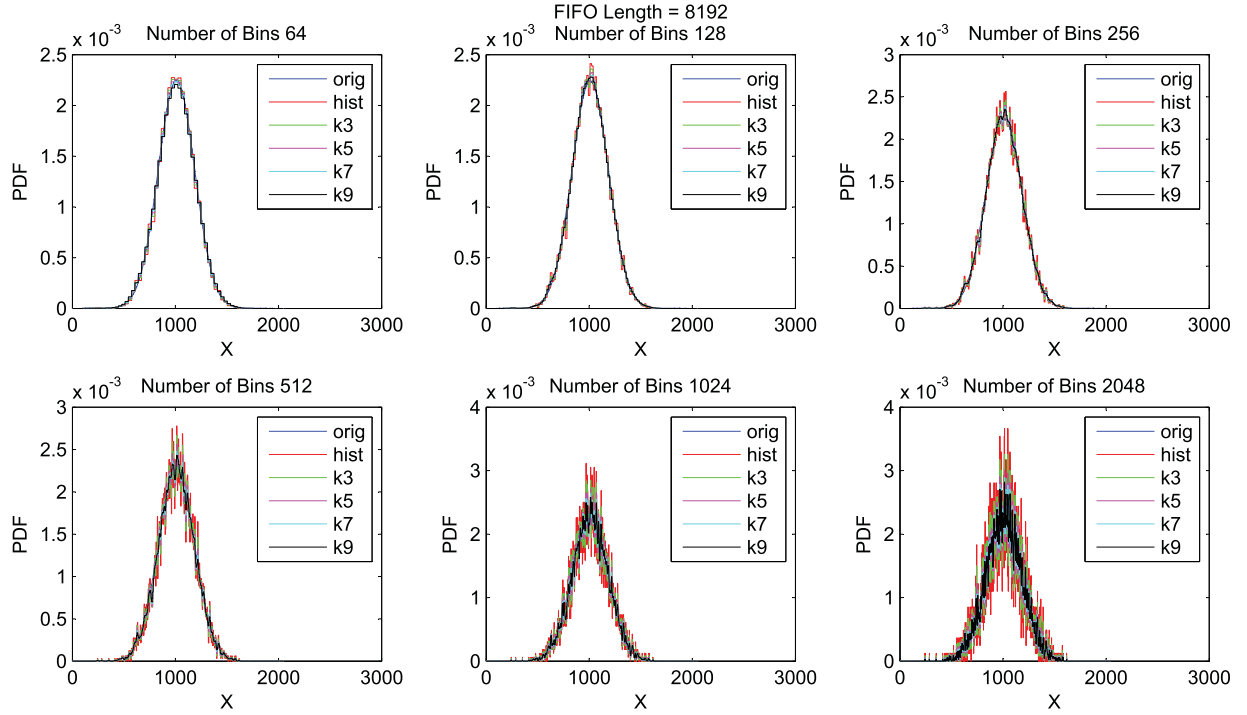 FIFO Length = 8192
x 10-3
Number of Bins 64
2.5
2
1.5
1
0.5
0
PDF
0 1000 2000 3000
X
orig
hist
k3
k5
k7
k9
x 10-3
Number of Bins 128
2.5
2
1.5
1
0.5
0
PDF
0 1000 2000 3000
X
orig
hist
k3
k5
k7
k9
x 10-3
Number of Bins 256
3
2.5
2
1.5
1
0.5
0
PDF
0 1000 2000 3000
X
orig
hist
k3
k5
k7
k9
x 10-3
Number of Bins 512
3
2.5
2
1.5
1
0.5
0
PDF
0 1000 2000 3000
X
orig
hist
k3
k5
k7
k9
x 10-3
Number of Bins 1024
4
3
2
1
0
PDF
0 1000 2000 3000
X
orig
hist
k3
k5
k7
k9
x 10-3
Number of Bins 2048
4
3
2
1
0
PDF
0 1000 2000 3000
X
orig
hist
k3
k5
k7
k9